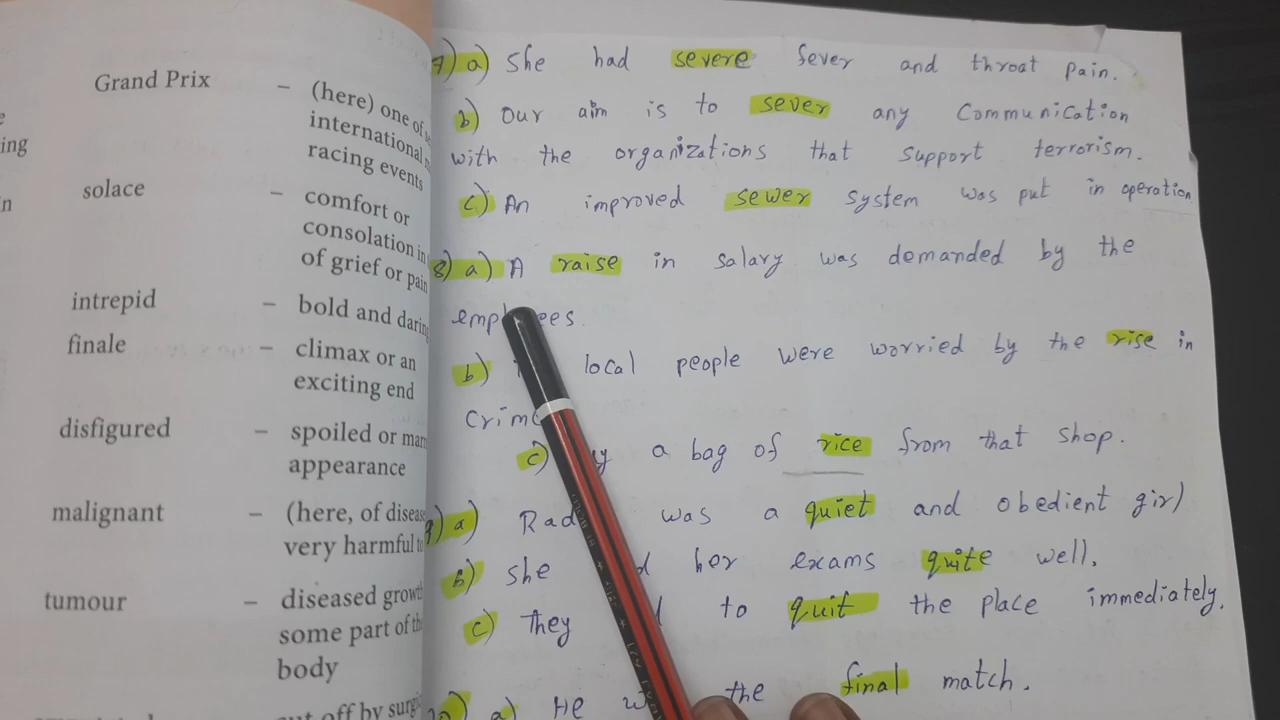 ing
Grand Prix – (here) one of
international
racing events
solace – comfort or
consolation in
of grief or pain
intrepid – bold and daring
finale – climax or an
exciting end
disfigured – spoiled or
appearance
malignant – (here, of disease
very harmful
tumour – diseased
some part of
body
7) a) She had severe fever and throat pain.
b) Our aim is to sever any Communication
with the organizations that support terrorism.
c) An improved sewer system was put in operation
8) a) A raise in salary was demanded by the
b) local people were worried by the rise in
c) a bag of rice from that shop.
9) a) was a quiet and obedient girl
b) She her exams quite well.
c) They to quit the place immediately.
a) He the final match.